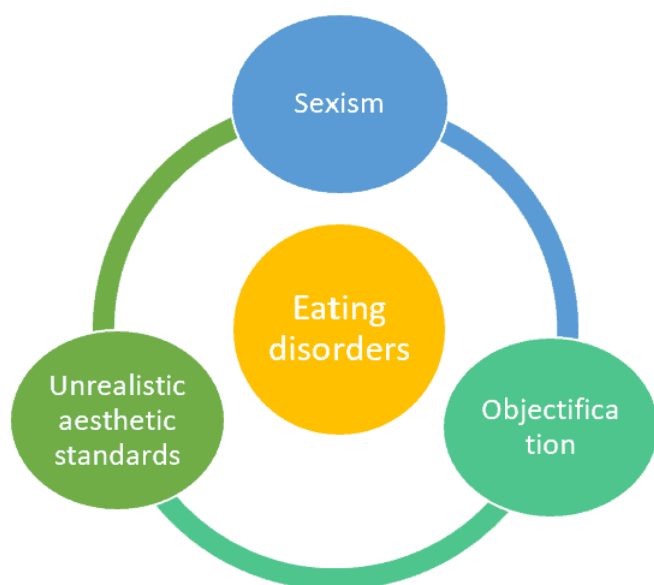 Sexism
Eating
disorders
Unrealistic
aesthetic
standards
Objectifica
tion